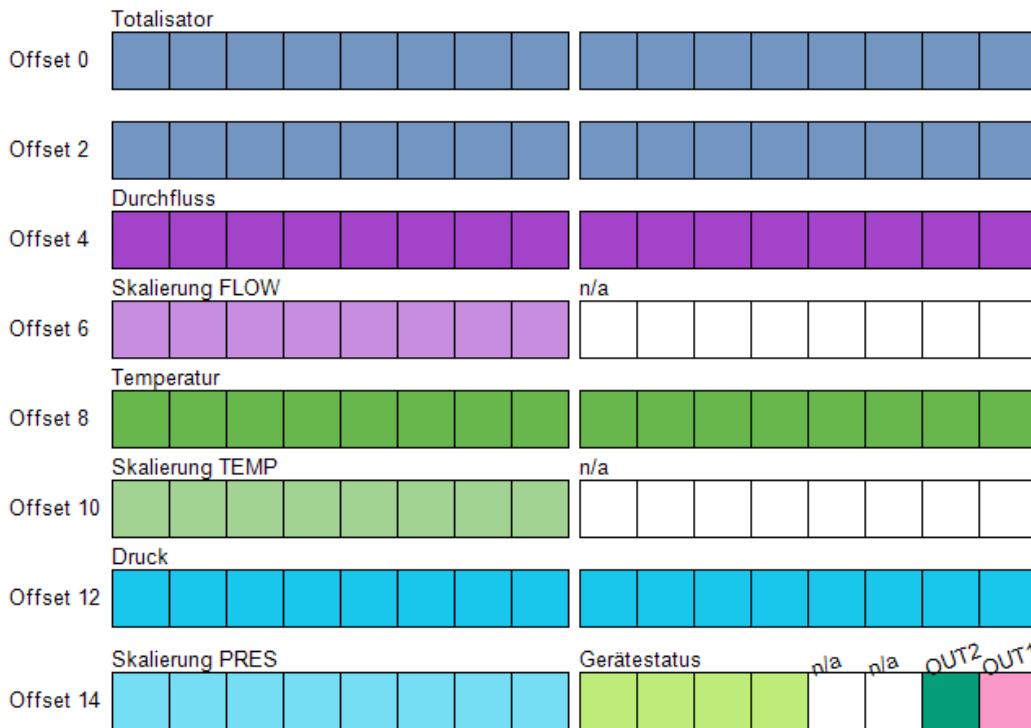 Totalisator
Offset 0
Offset 2
Durchfluss
Offset 4
Skalierung FLOW n/a
Offset 6
Temperatur
Offset 8
Skalierung TEMP n/a
Offset 10
Druck
Offset 12
Skalierung PRES Gerätestatus n/a n/a OUT2 OUT1
Offset 14